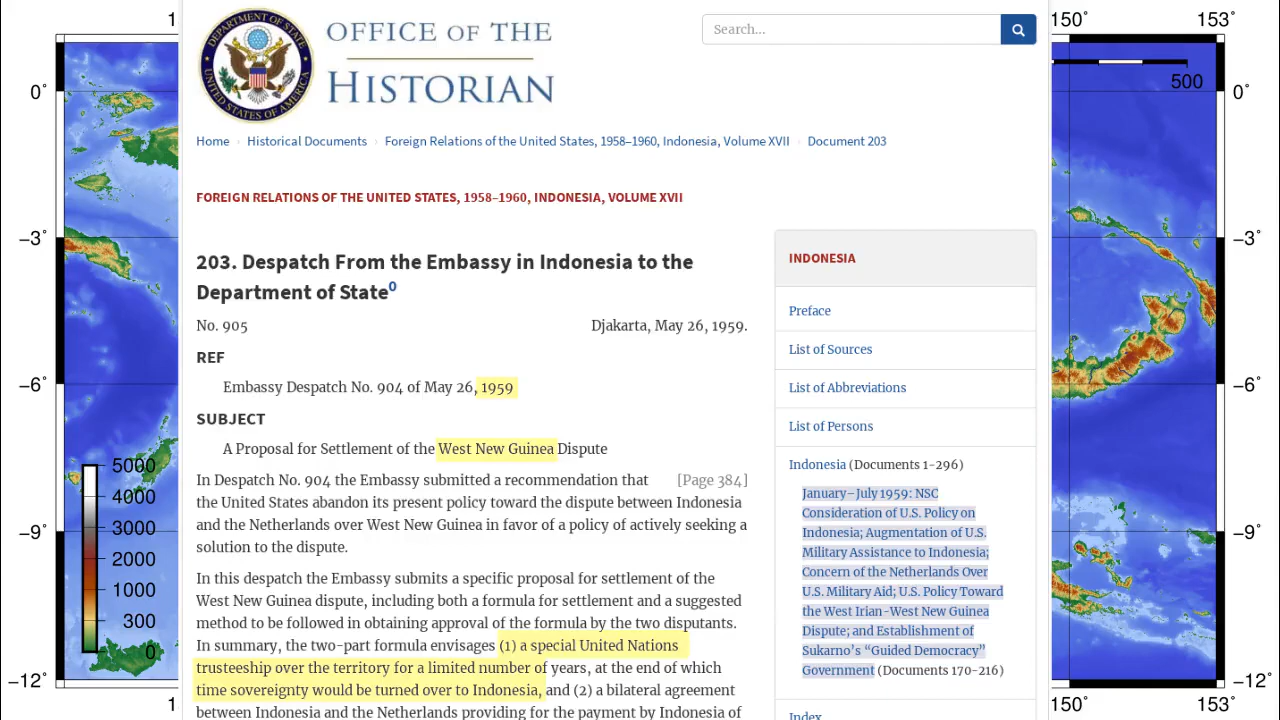 DEPARTMENT OF STATE
UNITED STATES OF AMERICA
OFFICE OF THE
HISTORIAN
Search...
Home › Historical Documents › Foreign Relations of the United States, 1958–1960, Indonesia, Volume XVII › Document 203
FOREIGN RELATIONS OF THE UNITED STATES, 1958–1960, INDONESIA, VOLUME XVII
203. Despatch From the Embassy in Indonesia to the
Department of State0
No. 905 Djakarta, May 26, 1959.
REF
Embassy Despatch No. 904 of May 26, 1959
SUBJECT
A Proposal for Settlement of the West New Guinea Dispute
In Despatch No. 904 the Embassy submitted a recommendation that [Page 384]
the United States abandon its present policy toward the dispute between Indonesia
and the Netherlands over West New Guinea in favor of a policy of actively seeking a
solution to the dispute.
In this despatch the Embassy submits a specific proposal for settlement of the
West New Guinea dispute, including both a formula for settlement and a suggested
method to be followed in obtaining approval of the formula by the two disputants.
In summary, the two-part formula envisages (1) a special United Nations
trusteeship over the territory for a limited number of years, at the end of which
time sovereignty would be turned over to Indonesia, and (2) a bilateral agreement
between Indonesia and the Netherlands providing for the payment by Indonesia of
INDONESIA
Preface
List of Sources
List of Abbreviations
List of Persons
Indonesia (Documents 1-296)
January–July 1959: NSC
Consideration of U.S. Policy on
Indonesia; Augmentation of U.S.
Military Assistance to Indonesia;
Concern of the Netherlands Over
U.S. Military Aid; U.S. Policy Toward
the West Irian-West New Guinea
Dispute; and Establishment of
Sukarno's “Guided Democracy”
Government (Documents 170-216)
Index
1
0˚
−3˚
−6˚
−9˚
−12˚
1
5000
4000
3000
2000
1000
300
0
150˚ 153˚
500
0˚
−3˚
−6˚
−9˚
−12˚
150˚ 153˚